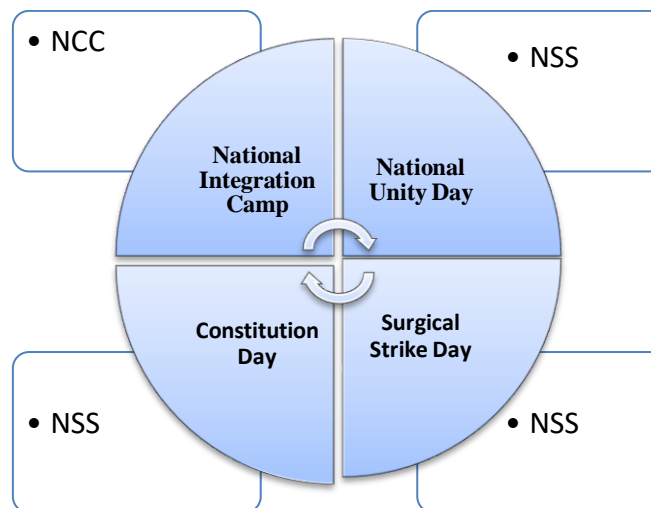 • NCC
• NSS
National
Integration
Camp
National
Unity Day
Constitution
Day
Surgical
Strike Day
• NSS
• NSS